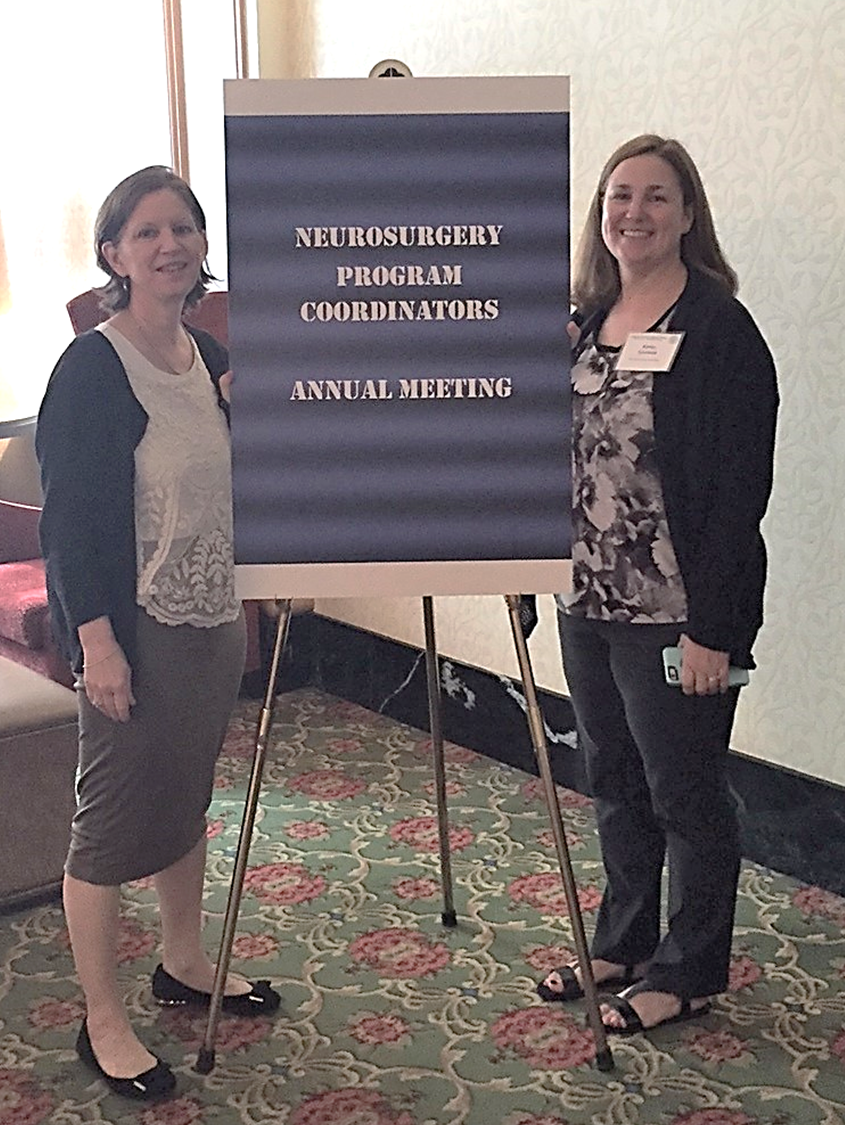 NEUROSURGERY
PROGRAM
COORDINATORS
ANNUAL MEETING